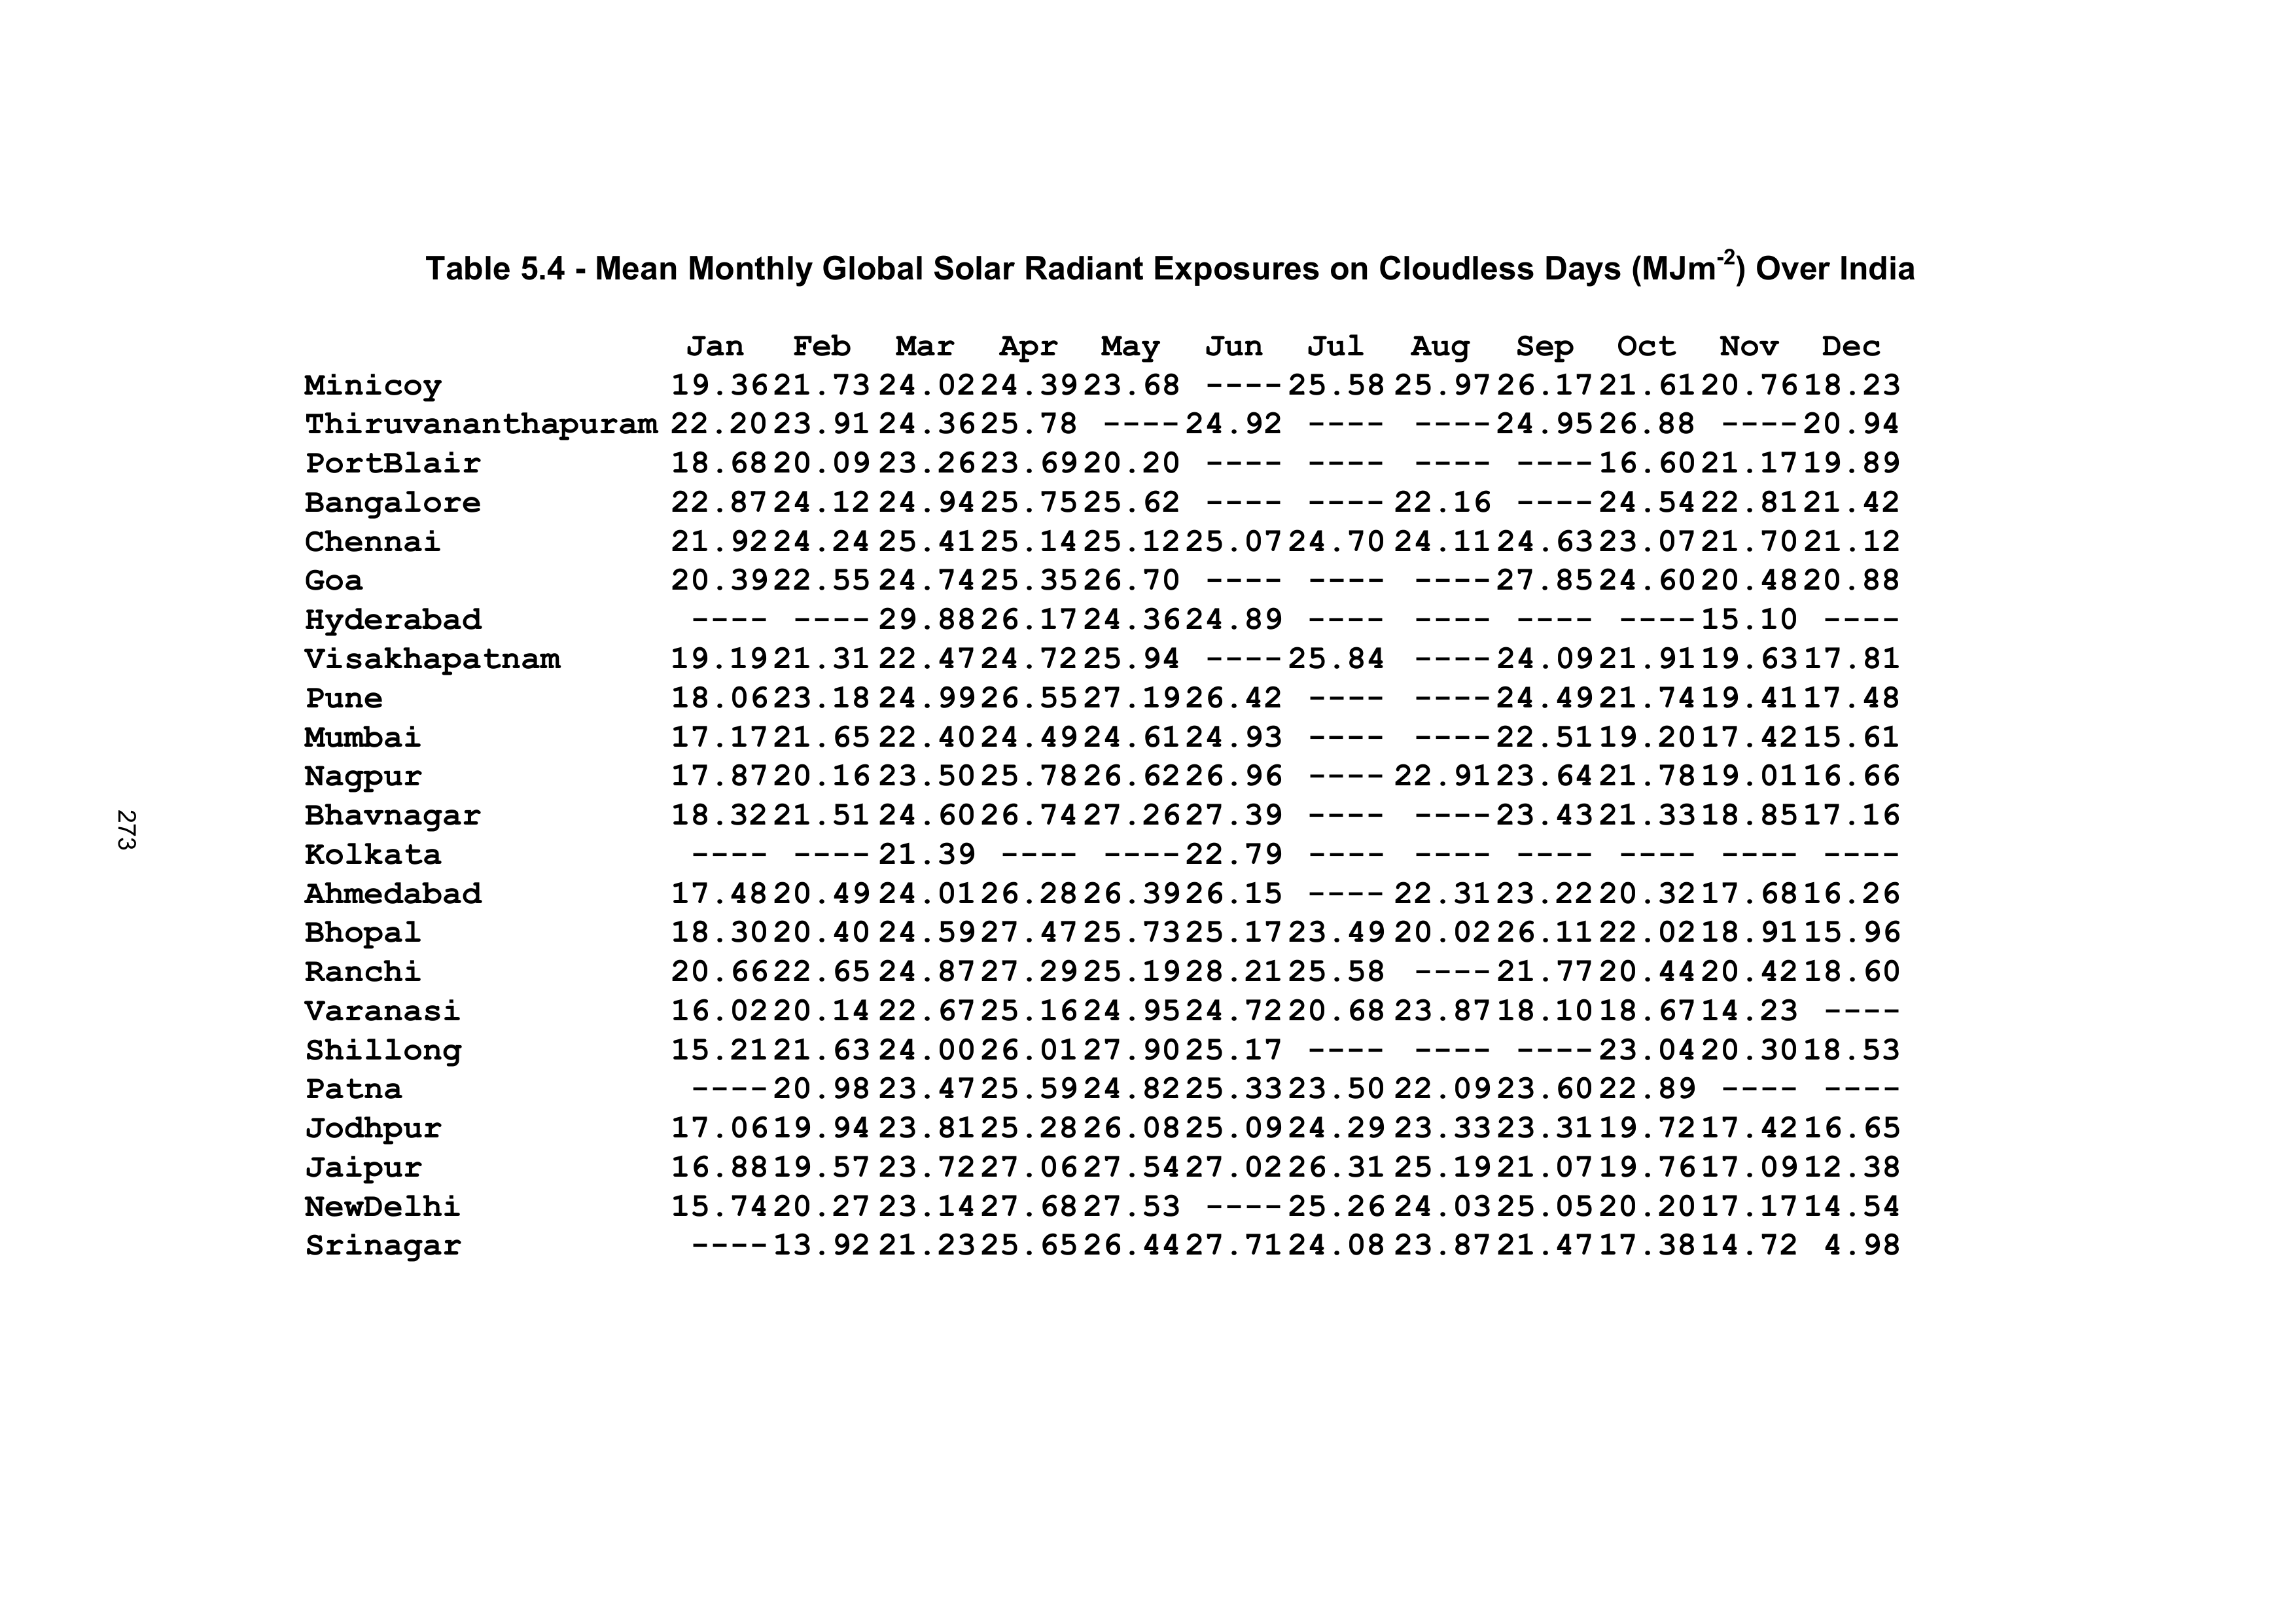 Table 5.4 - Mean Monthly Global Solar Radiant Exposures on Cloudless Days (MJm-2) Over India
Jan Feb Mar Apr May Jun Jul Aug Sep Oct Nov Dec
Minicoy 19.36 21.73 24.02 24.39 23.68 ---- 25.58 25.97 26.17 21.61 20.76 18.23
Thiruvananthapuram 22.20 23.91 24.36 25.78 ---- 24.92 ---- ---- 24.95 26.88 ---- 20.94
PortBlair 18.68 20.09 23.26 23.69 20.20 ---- ---- ---- ---- 16.60 21.17 19.89
Bangalore 22.87 24.12 24.94 25.75 25.62 ---- ---- 22.16 ---- 24.54 22.81 21.42
Chennai 21.92 24.24 25.41 25.14 25.12 25.07 24.70 24.11 24.63 23.07 21.70 21.12
Goa 20.39 22.55 24.74 25.35 26.70 ---- ---- ---- 27.85 24.60 20.48 20.88
Hyderabad ---- ---- 29.88 26.17 24.36 24.89 ---- ---- ---- ---- 15.10 ----
Visakhapatnam 19.19 21.31 22.47 24.72 25.94 ---- 25.84 ---- 24.09 21.91 19.63 17.81
Pune 18.06 23.18 24.99 26.55 27.19 26.42 ---- ---- 24.49 21.74 19.41 17.48
Mumbai 17.17 21.65 22.40 24.49 24.61 24.93 ---- ---- 22.51 19.20 17.42 15.61
Nagpur 17.87 20.16 23.50 25.78 26.62 26.96 ---- 22.91 23.64 21.78 19.01 16.66
Bhavnagar 18.32 21.51 24.60 26.74 27.26 27.39 ---- ---- 23.43 21.33 18.85 17.16
Kolkata ---- ---- 21.39 ---- ---- 22.79 ---- ---- ---- ---- ---- ----
Ahmedabad 17.48 20.49 24.01 26.28 26.39 26.15 ---- 22.31 23.22 20.32 17.68 16.26
Bhopal 18.30 20.40 24.59 27.47 25.73 25.17 23.49 20.02 26.11 22.02 18.91 15.96
Ranchi 20.66 22.65 24.87 27.29 25.19 28.21 25.58 ---- 21.77 20.44 20.42 18.60
Varanasi 16.02 20.14 22.67 25.16 24.95 24.72 20.68 23.87 18.10 18.67 14.23 ----
Shillong 15.21 21.63 24.00 26.01 27.90 25.17 ---- ---- ---- 23.04 20.30 18.53
Patna ---- 20.98 23.47 25.59 24.82 25.33 23.50 22.09 23.60 22.89 ---- ----
Jodhpur 17.06 19.94 23.81 25.28 26.08 25.09 24.29 23.33 23.31 19.72 17.42 16.65
Jaipur 16.88 19.57 23.72 27.06 27.54 27.02 26.31 25.19 21.07 19.76 17.09 12.38
NewDelhi 15.74 20.27 23.14 27.68 27.53 ---- 25.26 24.03 25.05 20.20 17.17 14.54
Srinagar ---- 13.92 21.23 25.65 26.44 27.71 24.08 23.87 21.47 17.38 14.72 4.98
273